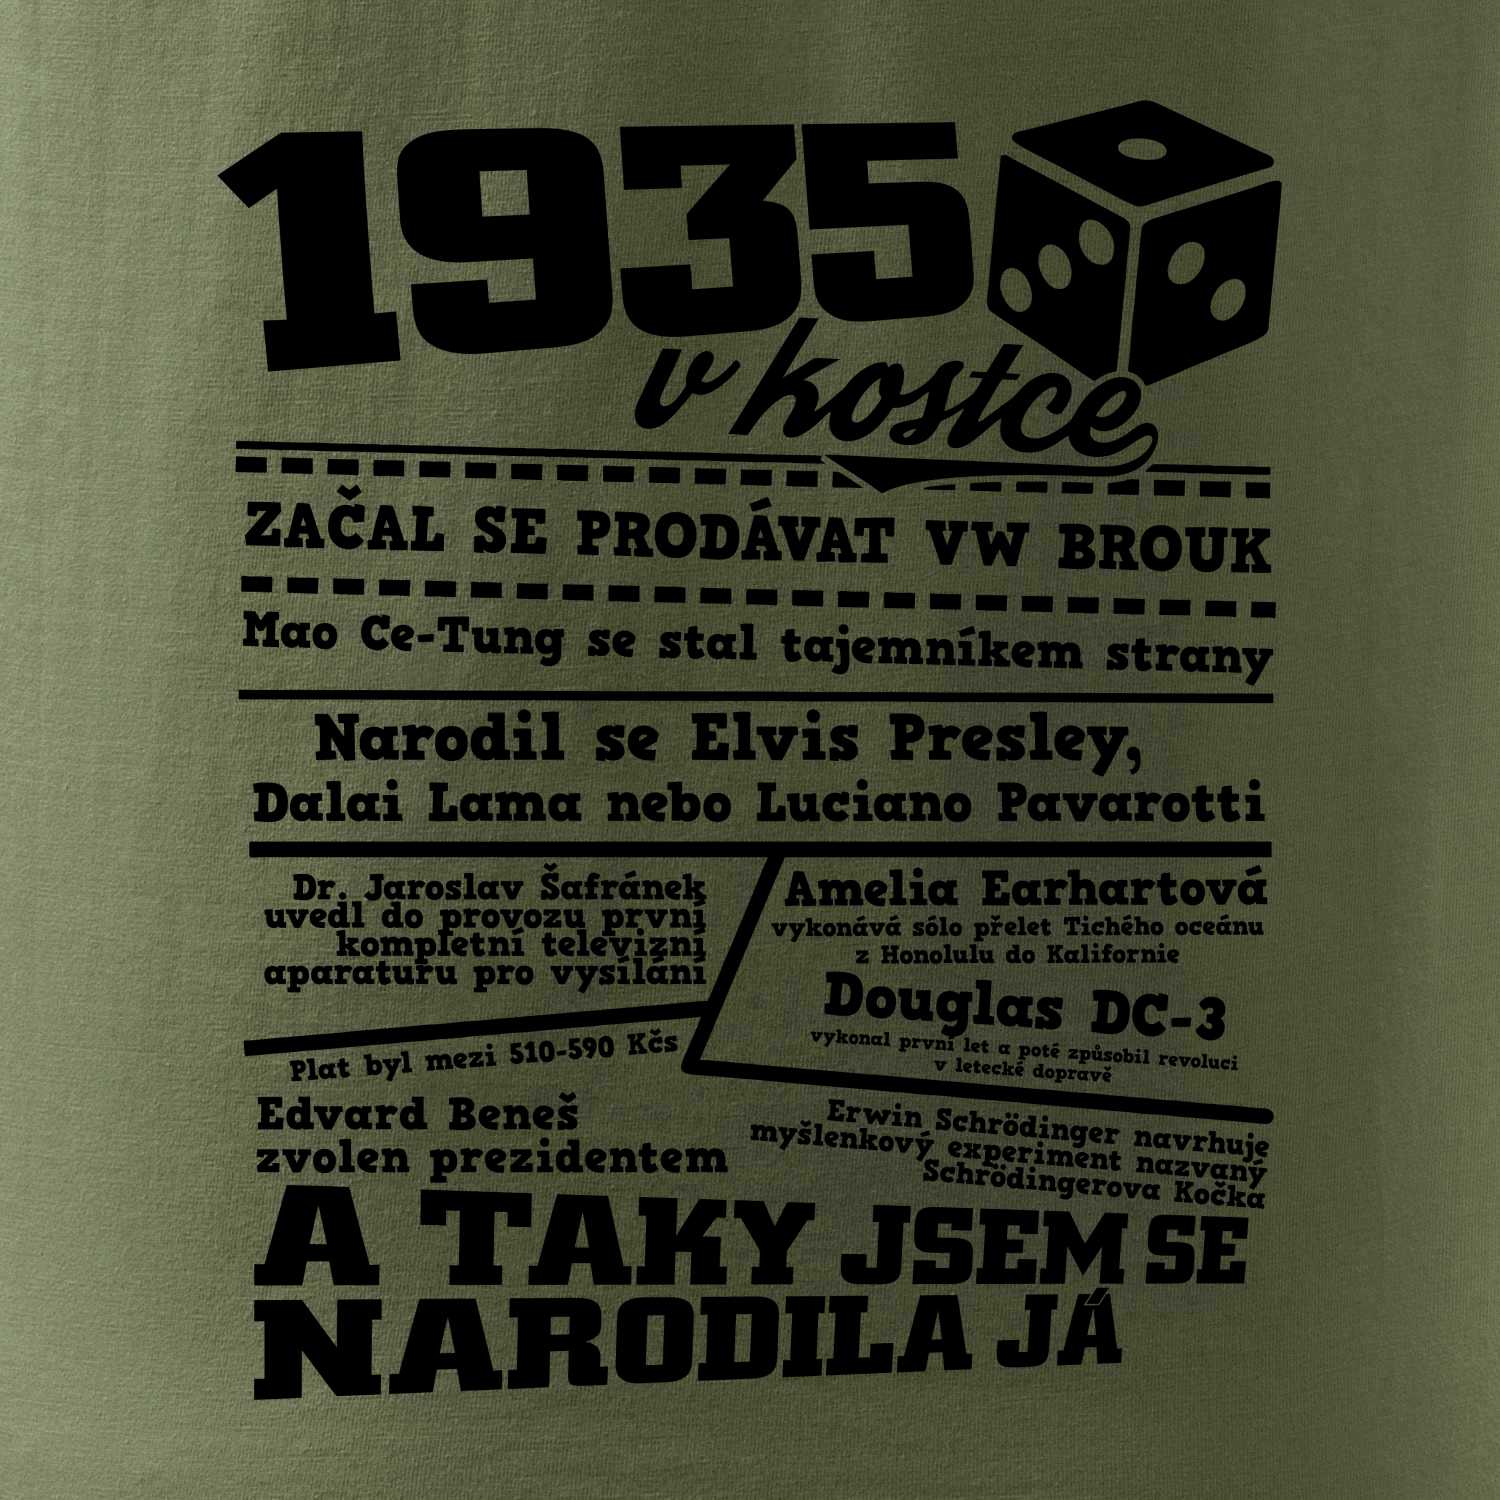 1935
v kostce
ZAČAL SE PRODÁVAT VW BROUK
Mao Ce-Tung se stal tajemníkem strany
Narodil se Elvis Presley,
Dalai Lama nebo Luciano Pavarotti
Dr. Jaroslav Šafránek
uvedl do provozu první
kompletní televizní
aparaturu pro vysílání
Amelia Earhartová
vykonává sólo přelet Tichého oceánu
z Honolulu do Kalifornie
Douglas DC-3
vykonal první let a poté způsobil revoluci
v letecké dopravě
Plat byl mezi 510-590 Kčs
Edvard Beneš
zvolen prezidentem
Erwin Schrödinger navrhuje
myšlenkový experiment nazvaný
Schrödingerova Kočka
A TAKY JSEM SE
NARODILA JÁ